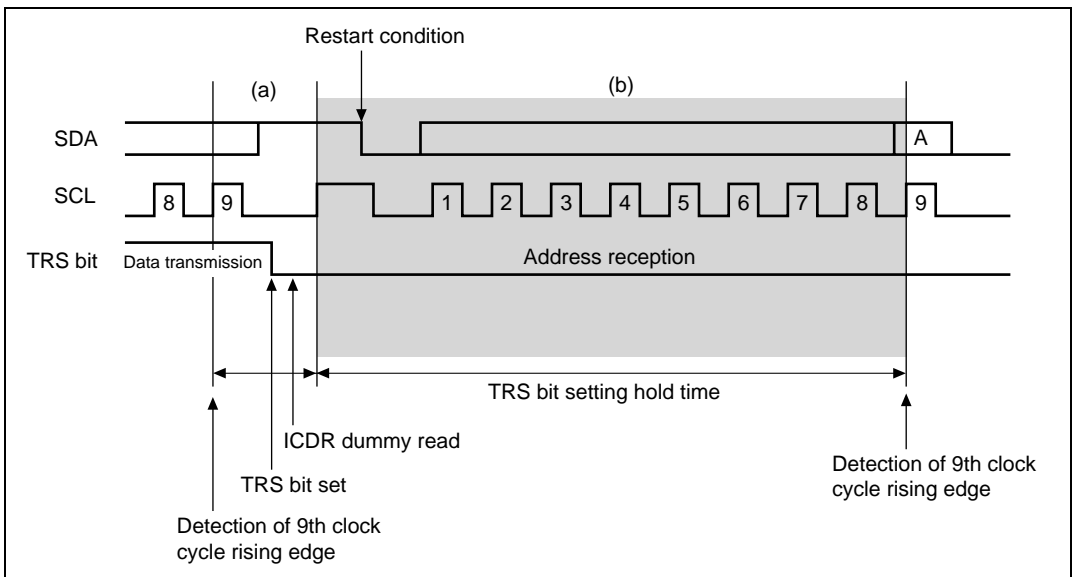 Restart condition
(a)
(b)
SDA
A
SCL
8
9
1
2
3
4
5
6
7
8
9
TRS bit
Data transmission
Address reception
TRS bit setting hold time
ICDR dummy read
TRS bit set
Detection of 9th clock
cycle rising edge
Detection of 9th clock
cycle rising edge